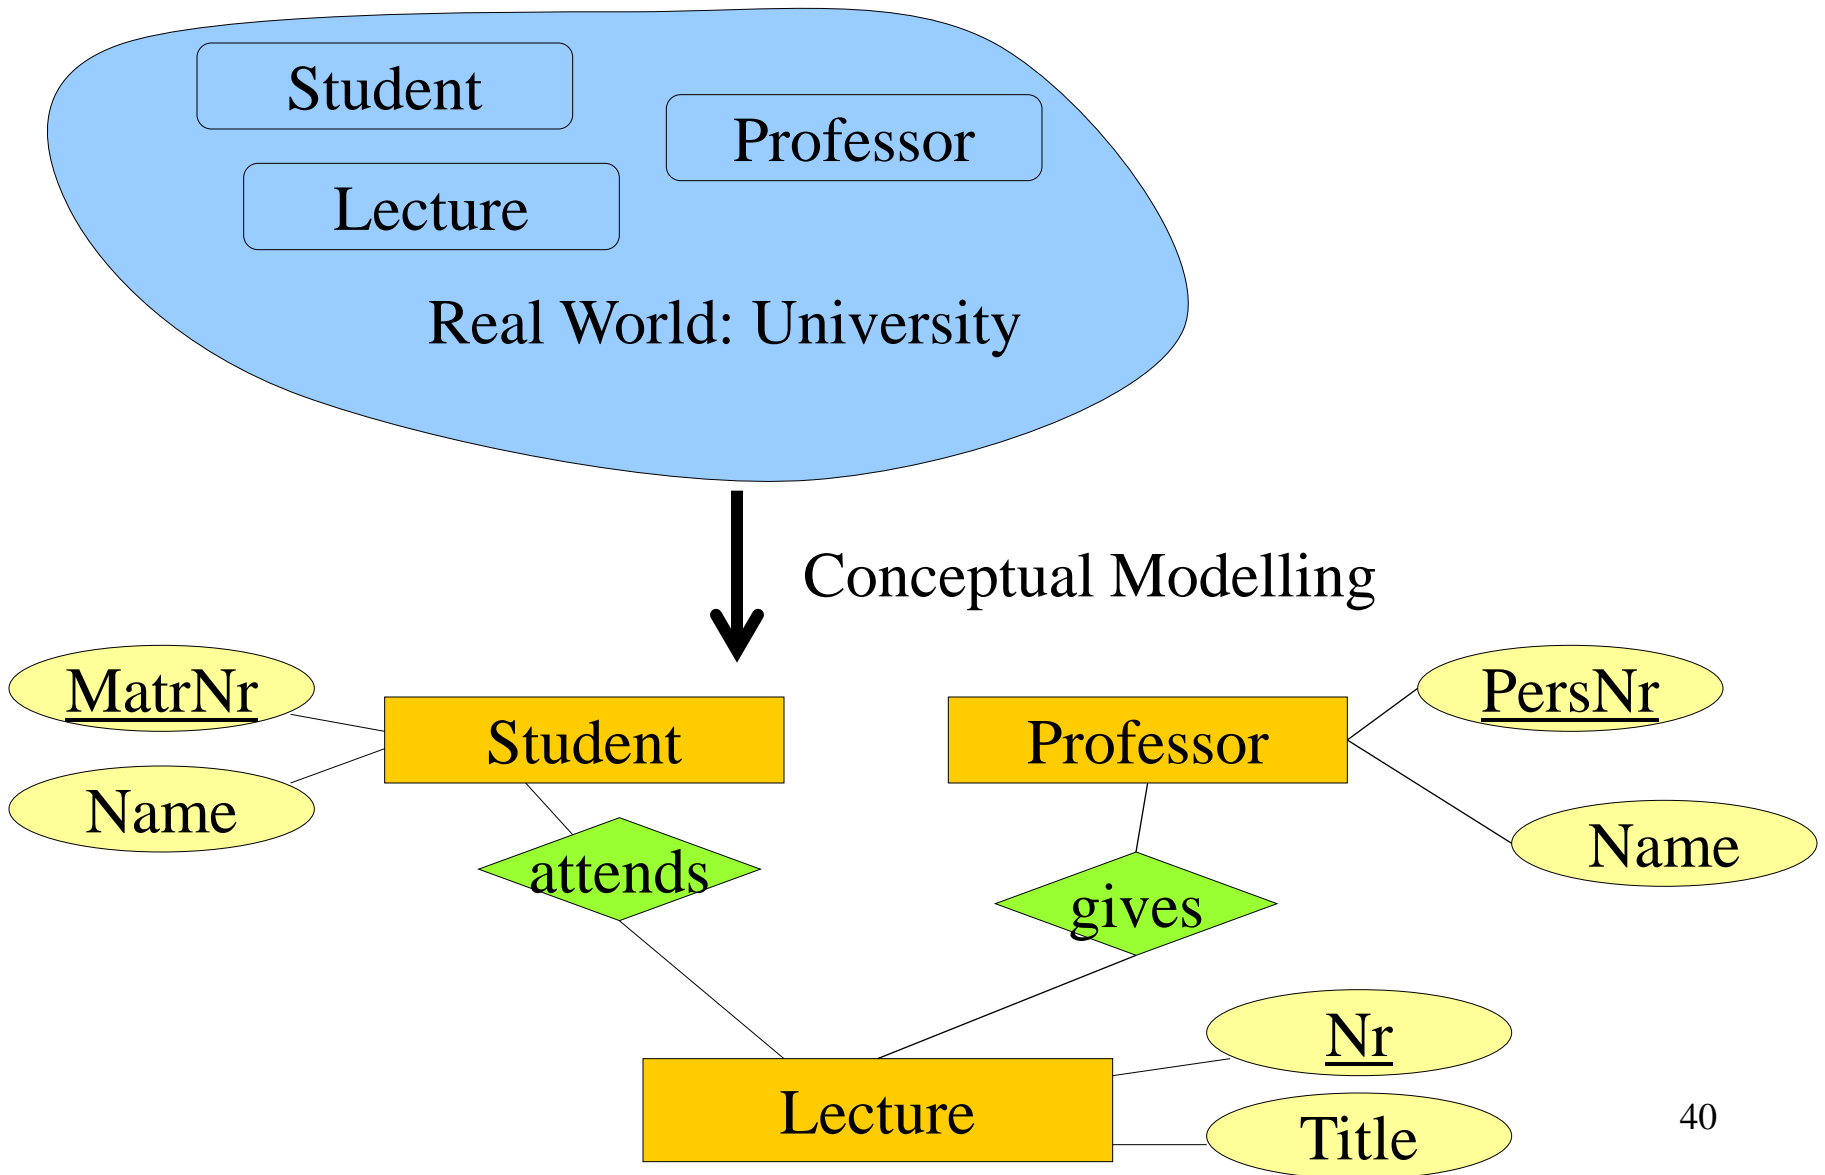 Student
Professor
Lecture
Real World: University
Conceptual Modelling
MatrNr
PersNr
Student
Professor
Name
Name
attends
gives
Nr
Lecture
Title
40